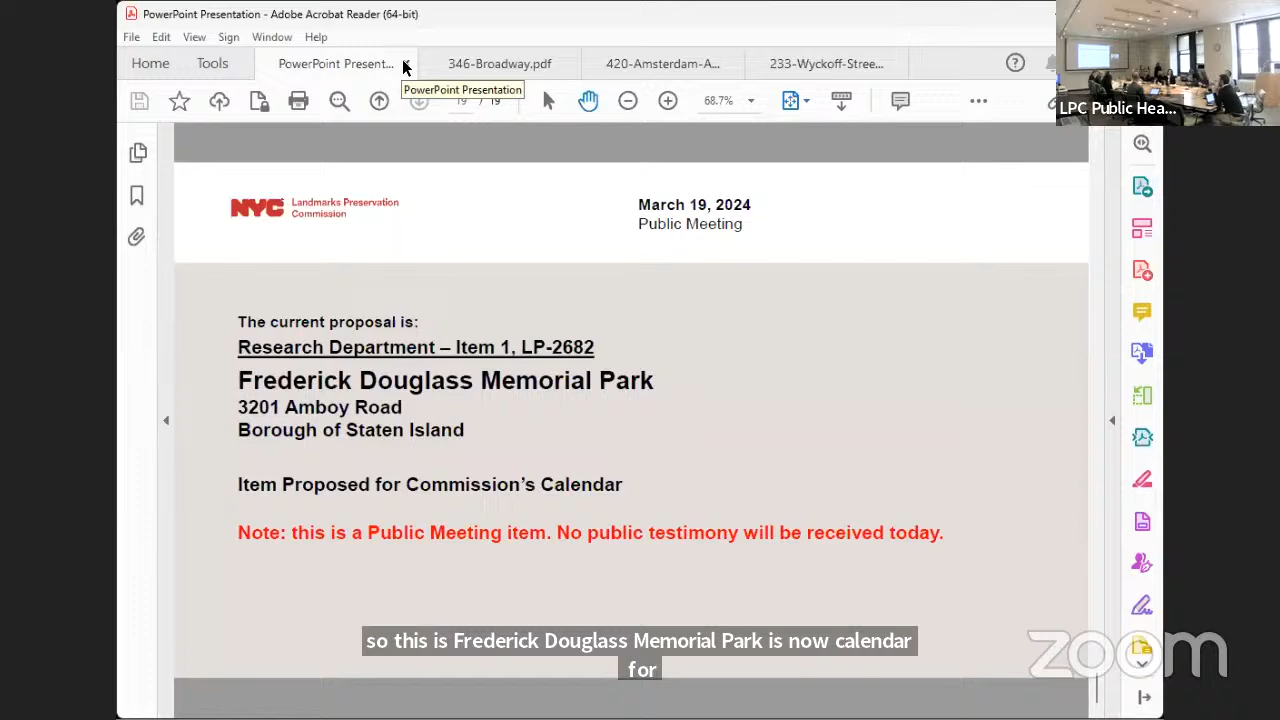 PowerPoint Presentation - Adobe Acrobat Reader (64-bit)
File Edit View Sign Window Help
Home Tools PowerPoint Present... 346-Broadway.pdf 420-Amsterdam-A... 233-Wyckoff-Stree...
PowerPoint Presentation
19 / 19
68.7%
LPC Public Hea...
NYC Landmarks Preservation
Commission
March 19, 2024
Public Meeting
The current proposal is:
Research Department – Item 1, LP-2682
Frederick Douglass Memorial Park
3201 Amboy Road
Borough of Staten Island
Item Proposed for Commission's Calendar
Note: this is a Public Meeting item. No public testimony will be received today.
so this is Frederick Douglass Memorial Park is now calendar
for
zoom